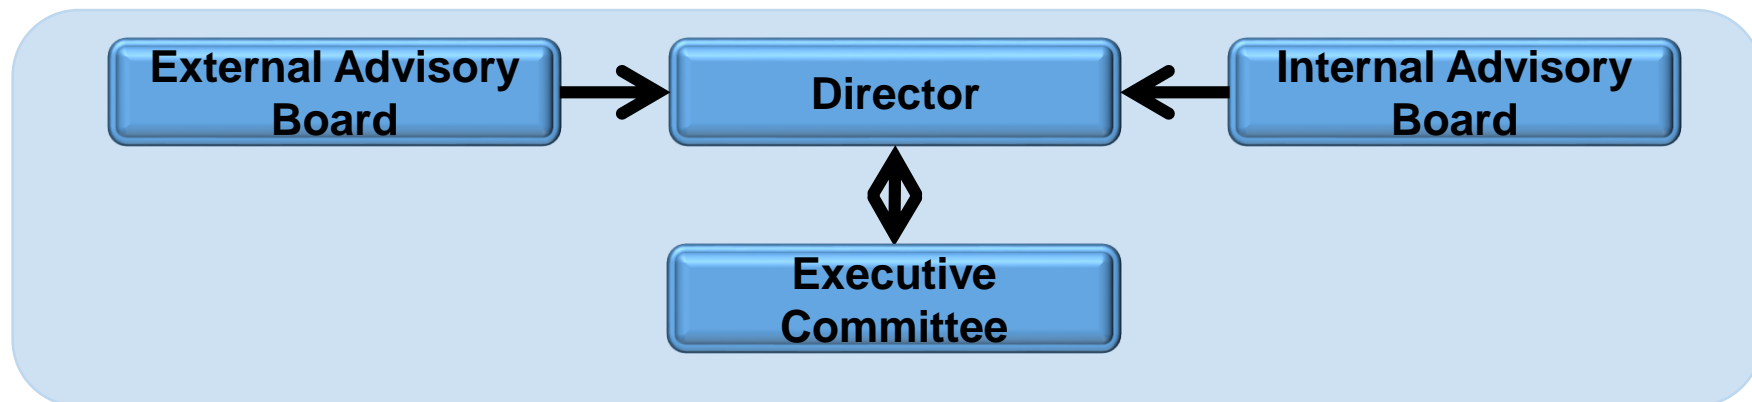 External Advisory
Board
Director
Internal Advisory
Board
Executive
Committee